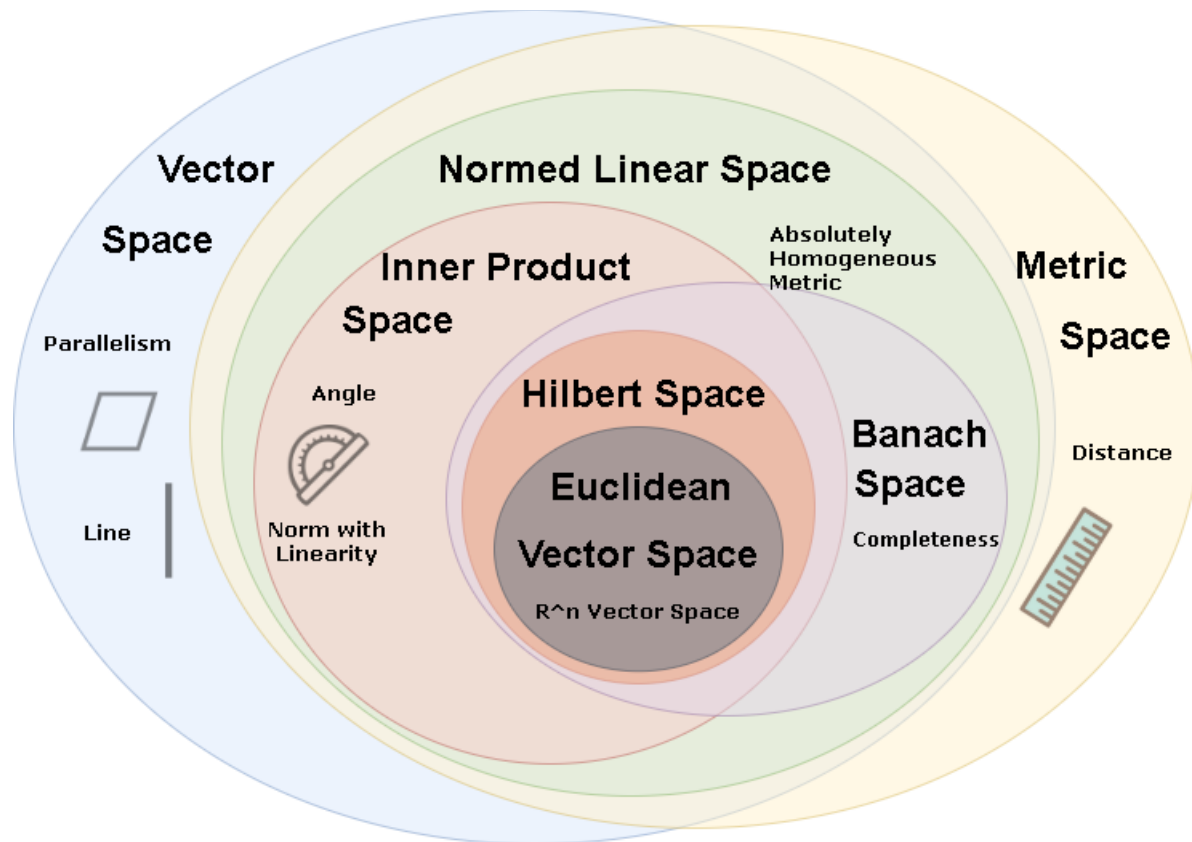 Vector
Space
Parallelism
Line
Normed Linear Space
Absolutely
Homogeneous
Metric
Inner Product
Space
Angle
Norm with
Linearity
Hilbert Space
Euclidean
Vector Space
R^n Vector Space
Banach
Space
Completeness
Metric
Space
Distance